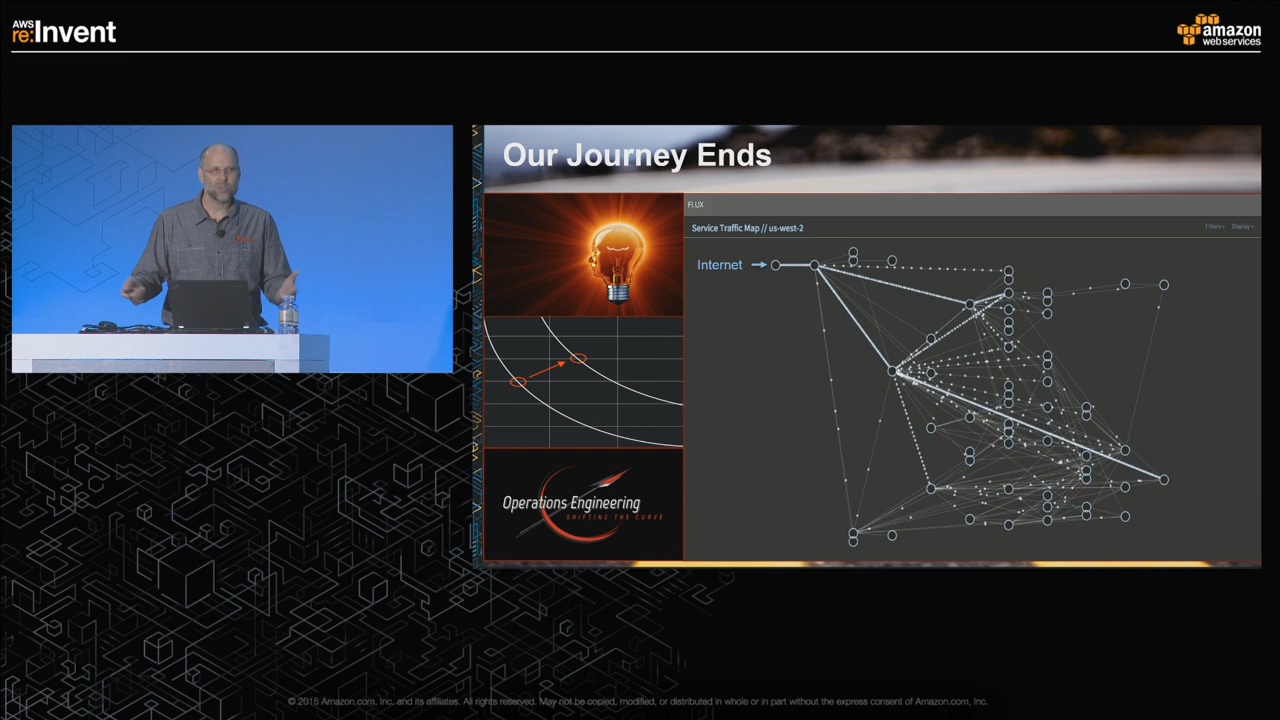 AWS
re:Invent
amazon
web services
Our Journey Ends
FLUX
Service Traffic Map // us-west-2
Filters
Display
Internet
Operations Engineering
SHIFTING THE CURVE
© 2015 Amazon.com, Inc. and its affiliates. All rights reserved. May not be copied, modified, or distributed in whole or in part without the express consent of Amazon.com, Inc.